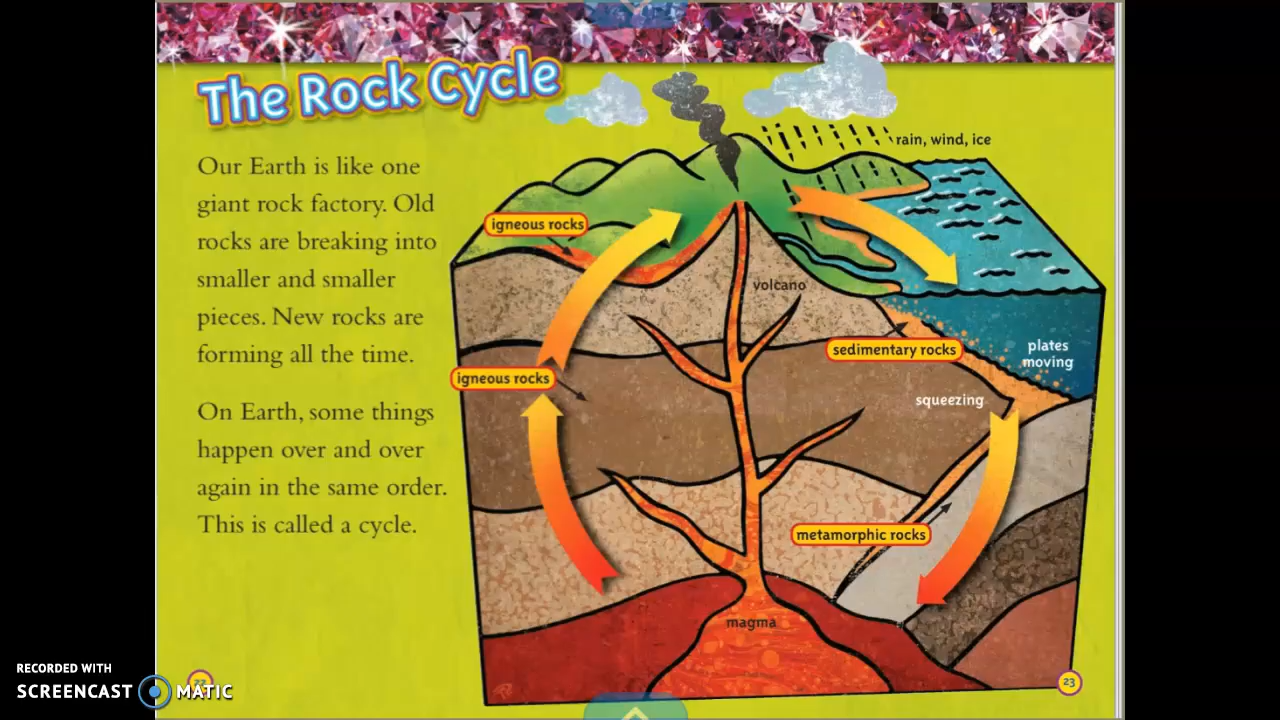 The Rock Cycle
Our Earth is like one
giant rock factory. Old
rocks are breaking into
smaller and smaller
pieces. New rocks are
forming all the time.
On Earth, some things
happen over and over
again in the same order.
This is called a cycle.
rain, wind, ice
igneous rocks
volcano
sedimentary rocks
plates
moving
igneous rocks
squeezing
metamorphic rocks
magma
22
23
RECORDED WITH
SCREENCAST MATIC